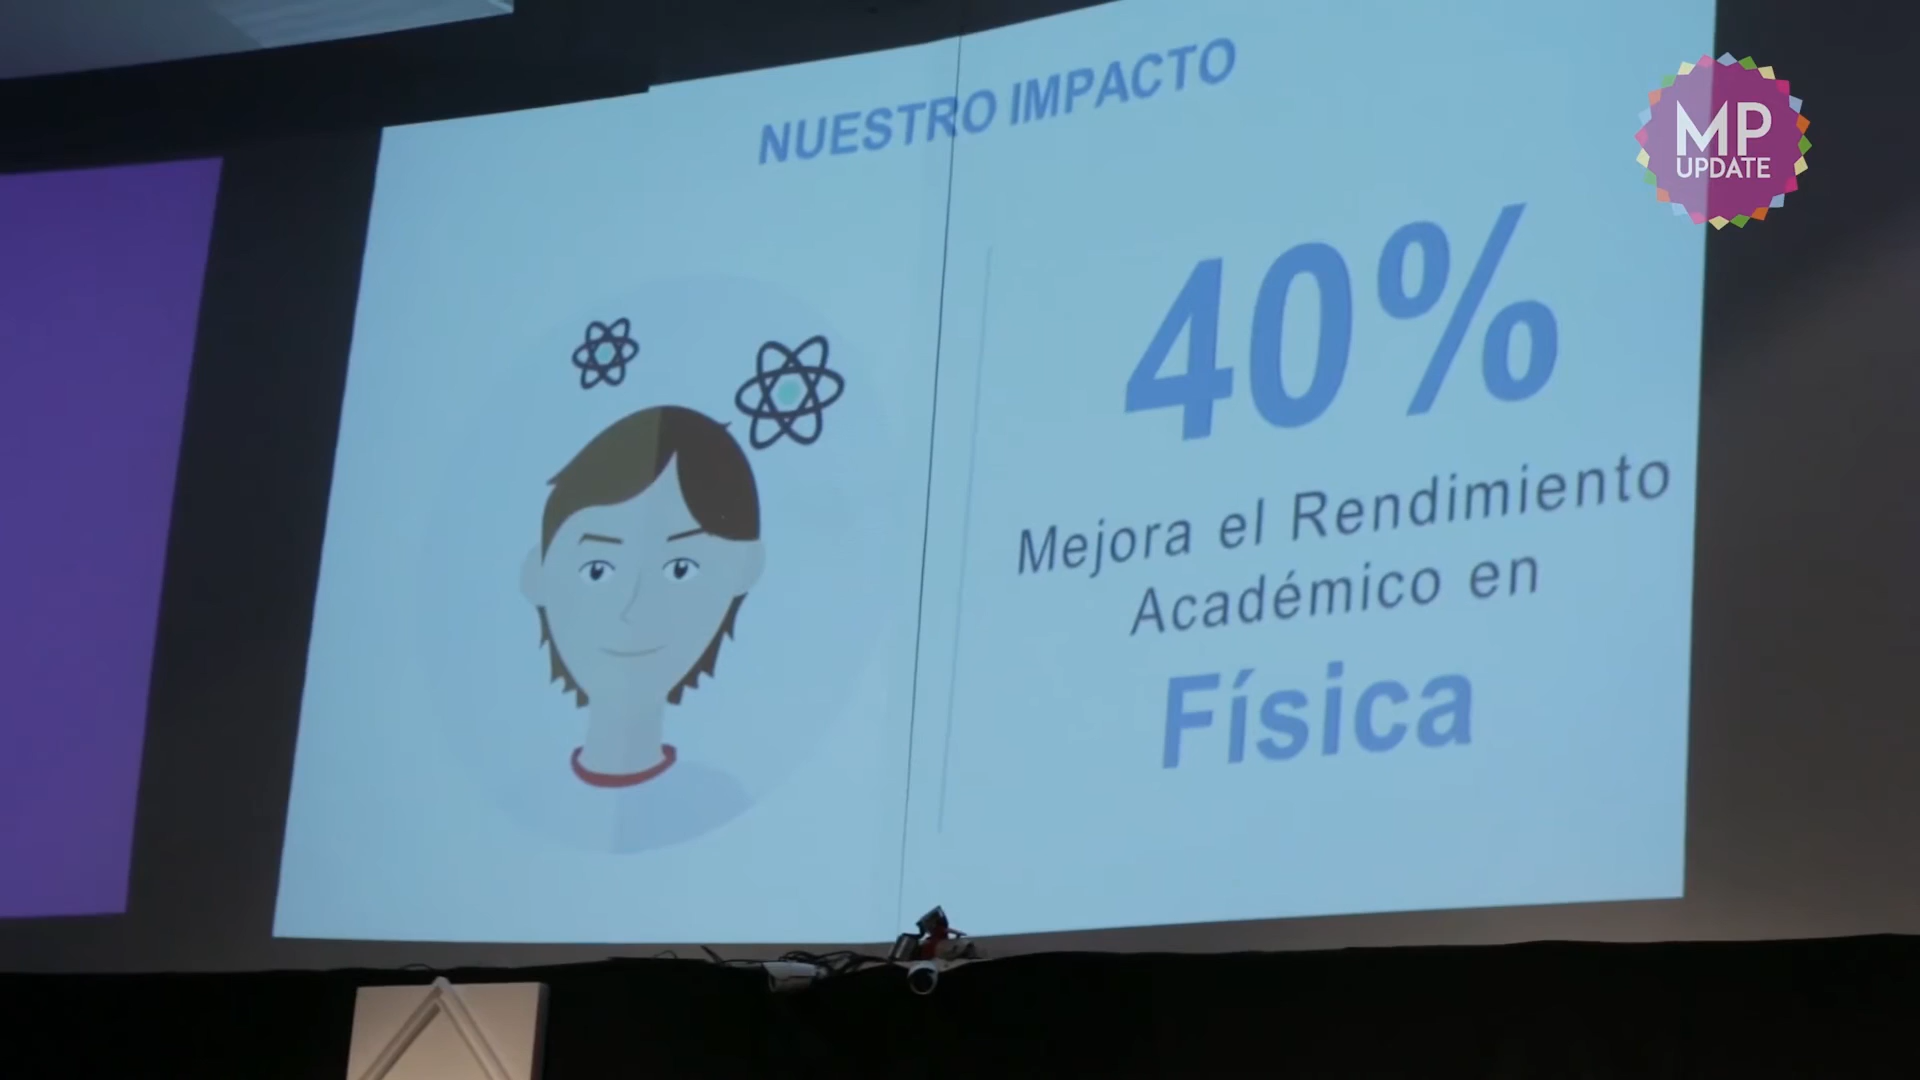 NUESTRO IMPACTO
MP
UPDATE
40%
Mejora el Rendimiento
Académico en
Física